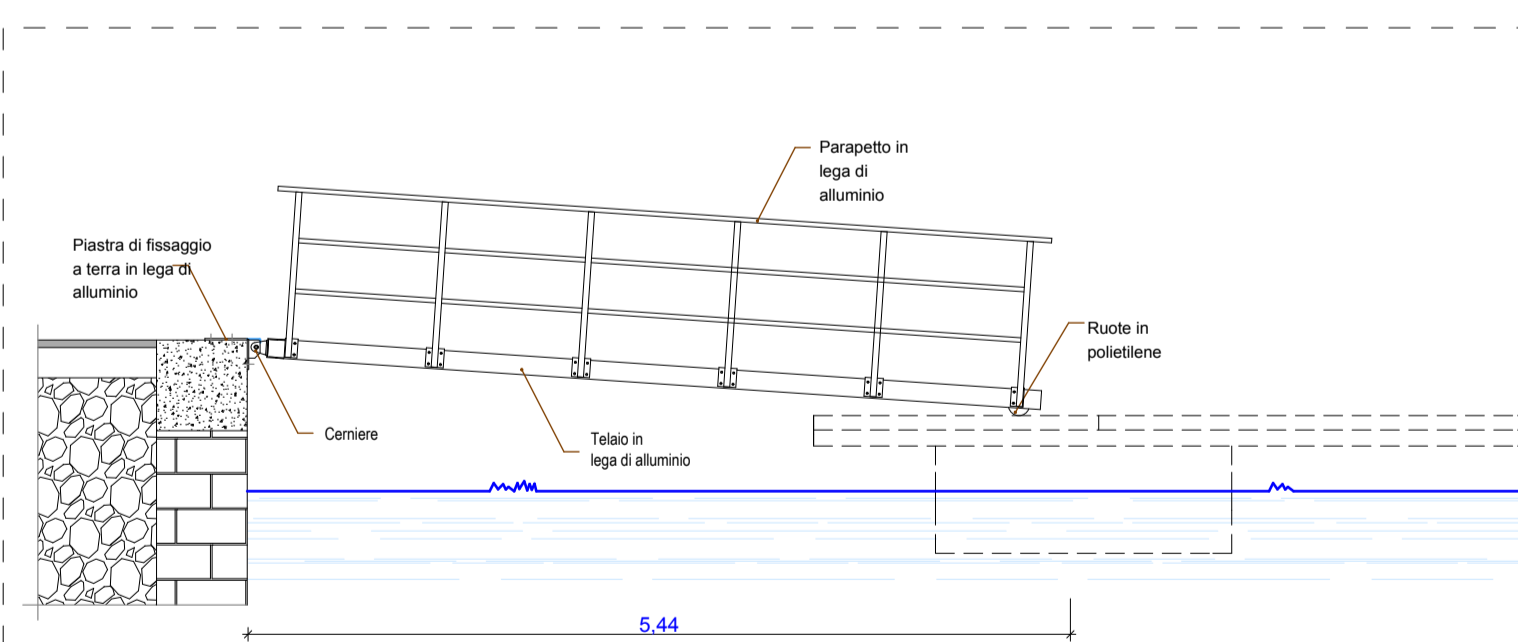 Parapetto in
lega di
alluminio
Piastra di fissaggio
a terra in lega di
alluminio
Ruote in
polietilene
Cerniere
Telaio in
lega di alluminio
5,44